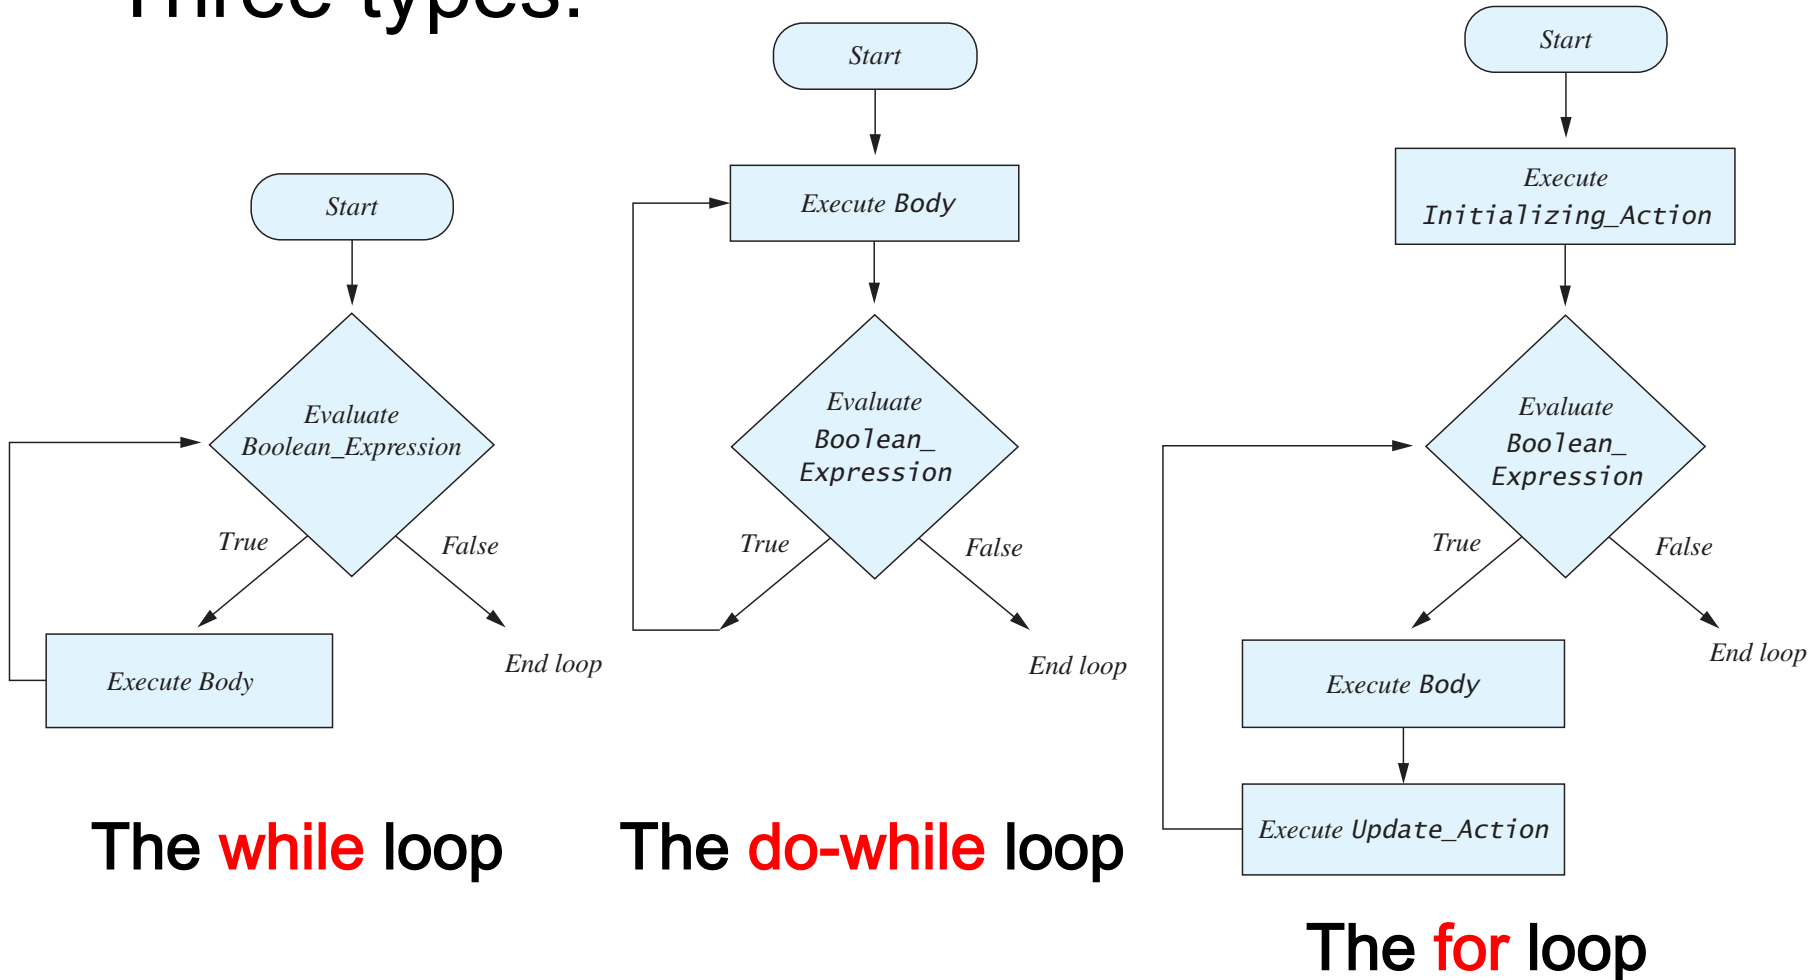 Three types:
Start
Evaluate
Boolean_Expression
True
False
Execute Body
End loop
The while loop
Start
Execute Body
Evaluate
Boolean_
Expression
True
False
End loop
The do-while loop
Start
Execute
Initializing_Action
Evaluate
Boolean_
Expression
True
False
End loop
Execute Body
Execute Update_Action
The for loop